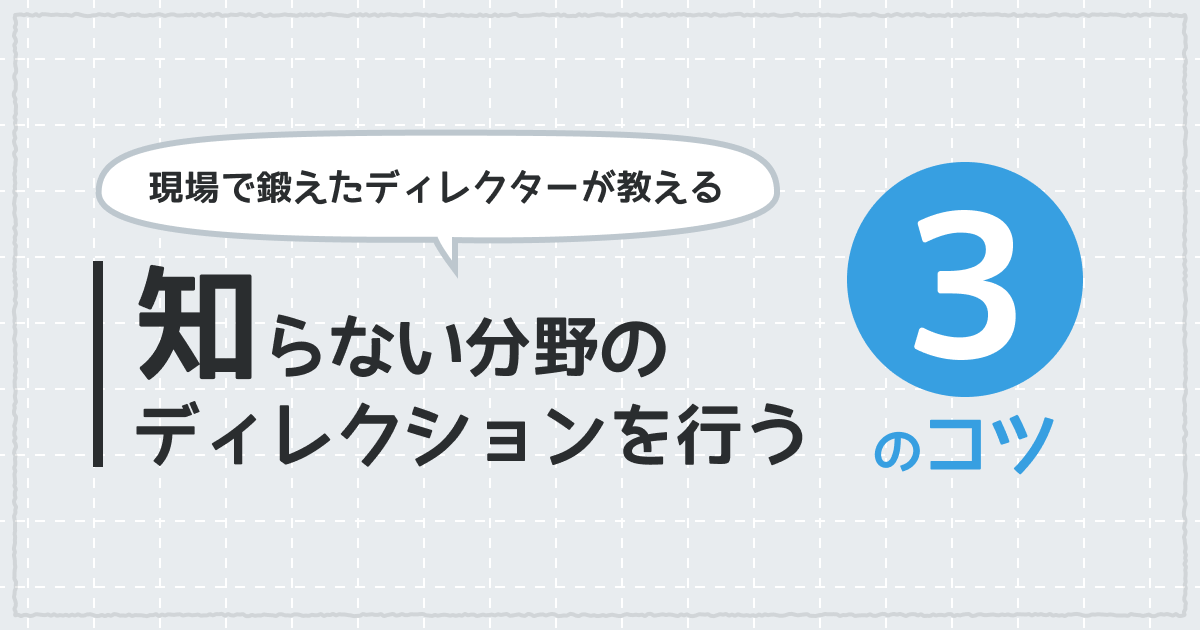 現場で鍛えたディレクターが教える
知らない分野の
ディレクションを行う
3
のコツ